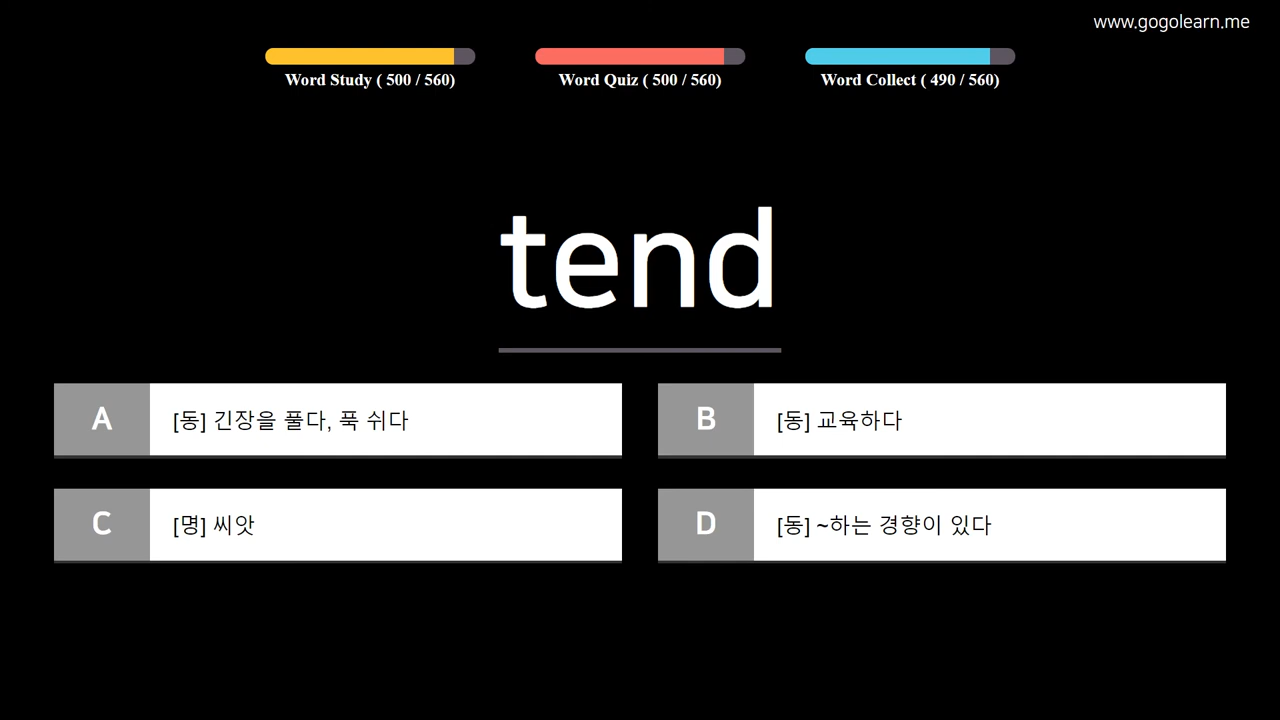 www.gogolearn.me
Word Study ( 500 / 560)
Word Quiz ( 500 / 560)
Word Collect ( 490 / 560)
tend
A [동] 긴장을 풀다, 푹 쉬다
B [동] 교육하다
C [명] 씨앗
D [동] ~하는 경향이 있다